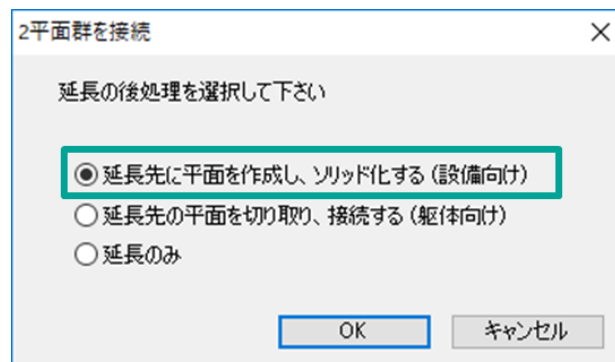 2平面群を接続
延長の後処理を選択して下さい
延長先に平面を作成し、ソリッド化する(設備向け)
延長先の平面を切り取り、接続する(躯体向け)
延長のみ
OK キャンセル